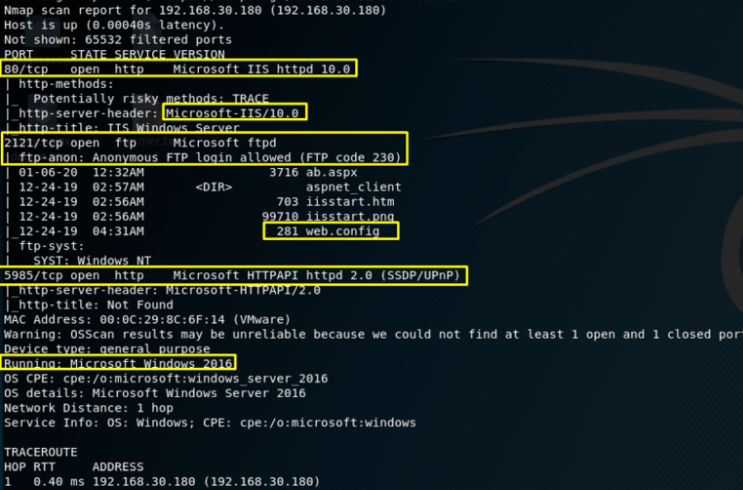 Nmap scan report for 192.168.30.180 (192.168.30.180)
Host is up (0.00040s latency).
Not shown: 65532 filtered ports
PORT     STATE SERVICE VERSION
80/tcp   open  http    Microsoft IIS httpd 10.0
| http-methods:
|_  Potentially risky methods: TRACE
|_http-server-header: Microsoft-IIS/10.0
|_http-title: IIS Windows Server
2121/tcp open  ftp     Microsoft ftpd
| ftp-anon: Anonymous FTP login allowed (FTP code 230)
| 01-06-20  12:32AM                 3716 ab.aspx
| 12-24-19  02:57AM       <DIR>          aspnet_client
| 12-24-19  02:56AM                  703 iisstart.htm
| 12-24-19  02:56AM                99710 iisstart.png
|_12-24-19  04:31AM                  281 web.config
| ftp-syst:
|_  SYST: Windows_NT
5985/tcp open  http    Microsoft HTTPAPI httpd 2.0 (SSDP/UPnP)
|_http-server-header: Microsoft-HTTPAPI/2.0
|_http-title: Not Found
MAC Address: 00:0C:29:8C:6F:14 (VMware)
Warning: OSScan results may be unreliable because we could not find at least 1 open and 1 closed port
Device type: general purpose
Running: Microsoft Windows 2016
OS CPE: cpe:/o:microsoft:windows_server_2016
OS details: Microsoft Windows Server 2016
Network Distance: 1 hop
Service Info: OS: Windows; CPE: cpe:/o:microsoft:windows
TRACEROUTE
HOP RTT     ADDRESS
1   0.40 ms 192.168.30.180 (192.168.30.180)